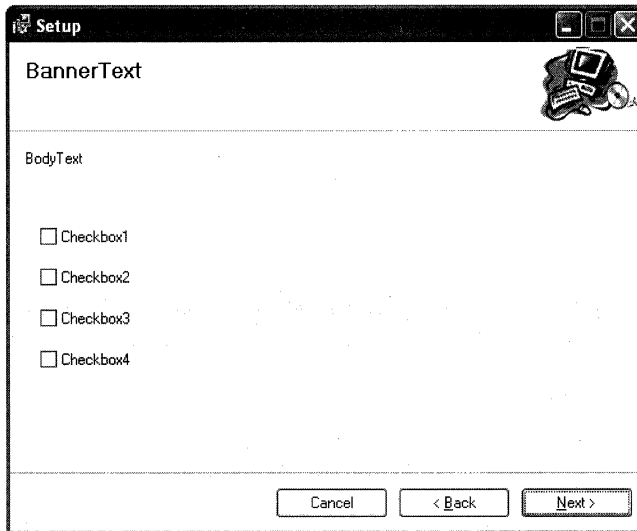 Setup
BannerText
BodyText
Checkbox1
Checkbox2
Checkbox3
Checkbox4
Cancel
< Back
Next >